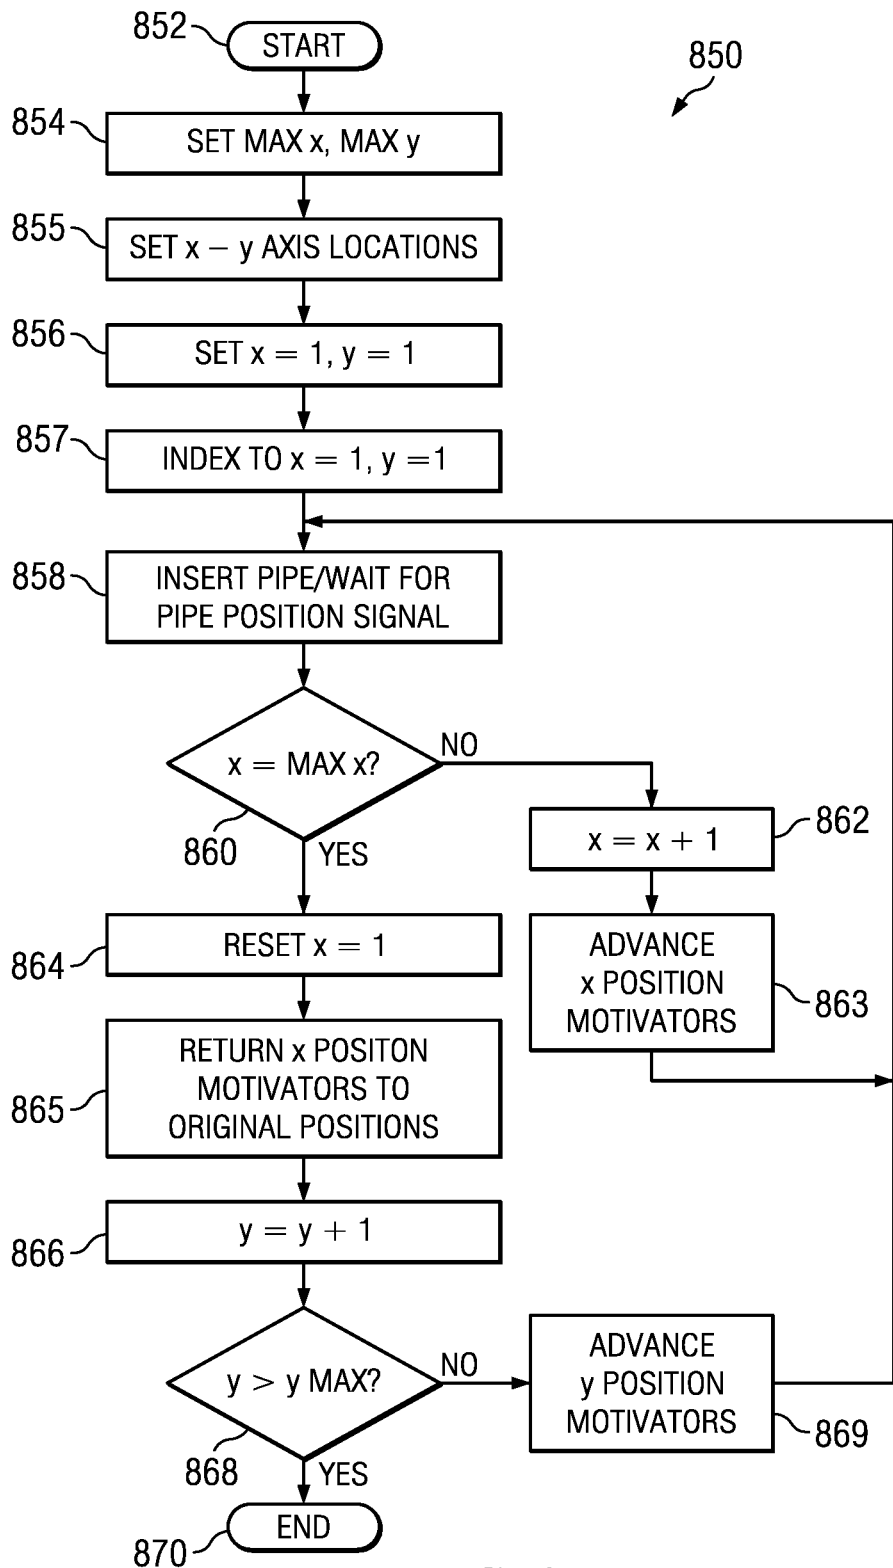 852
START
850
854
SET MAX x, MAX y
855
SET x – y AXIS LOCATIONS
856
SET x = 1, y = 1
857
INDEX TO x = 1, y =1
858
INSERT PIPE/WAIT FOR
PIPE POSITION SIGNAL
x = MAX x?
NO
860
YES
x = x + 1
862
864
RESET x = 1
ADVANCE
x POSITION
MOTIVATORS
863
865
RETURN x POSITON
MOTIVATORS TO
ORIGINAL POSITIONS
866
y = y + 1
y > y MAX?
NO
868
YES
ADVANCE
y POSITION
MOTIVATORS
869
870
END